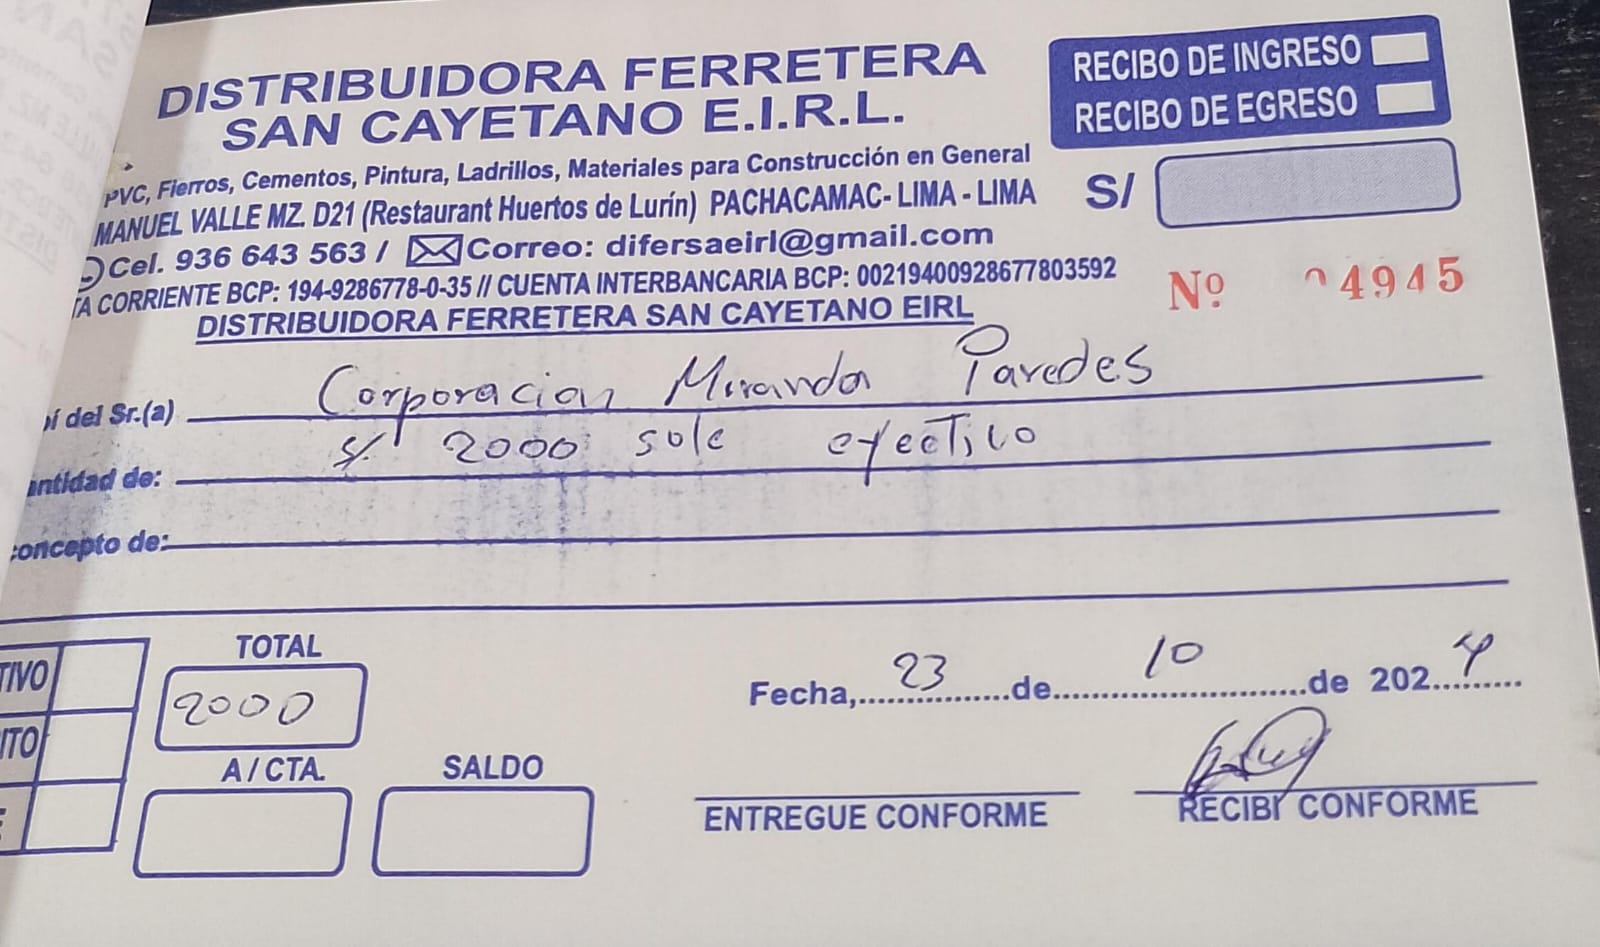 DISTRIBUIDORA FERRETERA
SAN CAYETANO E.I.R.L.
PVC, Fierros, Cementos, Pintura, Ladrillos, Materiales para Construcción en General
MANUEL VALLE MZ. D21 (Restaurant Huertos de Lurín) PACHACAMAC- LIMA - LIMA
Cel. 936 643 563 / Correo: difersaeirl@gmail.com
TA CORRIENTE BCP: 194-9286778-0-35 // CUENTA INTERBANCARIA BCP: 00219400928677803592
DISTRIBUIDORA FERRETERA SAN CAYETANO EIRL
RECIBO DE INGRESO
RECIBO DE EGRESO
S/
Nº 04945
í del Sr.(a) Corporacion Miranda Paredes
antidad de: S/. 2000 sole efectivo
concepto de:
TIVO
ITO
TOTAL
2000
A / CTA.
SALDO
Fecha, 23 de 10 de 2024
ENTREGUE CONFORME
RECIBI CONFORME